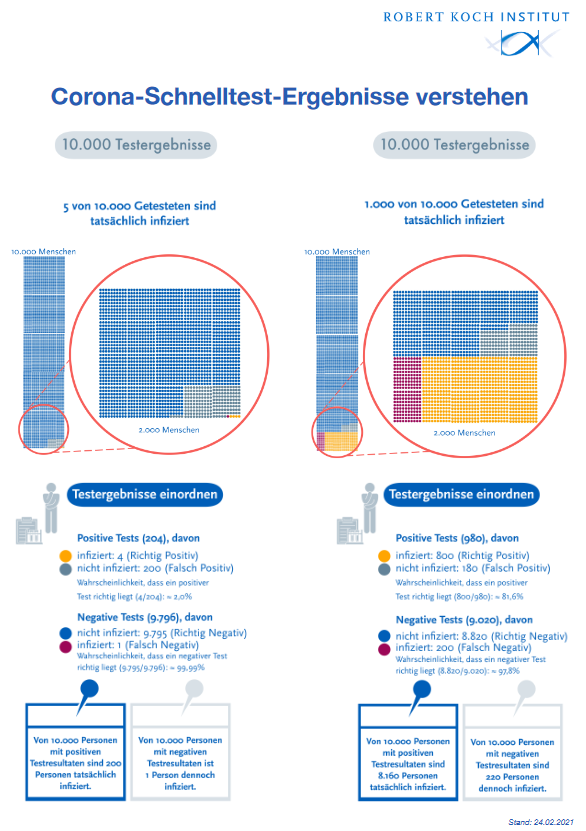 ROBERT KOCH INSTITUT
Corona-Schnelltest-Ergebnisse verstehen
10.000 Testergebnisse
5 von 10.000 Getesteten sind
tatsächlich infiziert
10.000 Menschen
2.000 Menschen
Testergebnisse einordnen
Positive Tests (204), davon
infiziert: 4 (Richtig Positiv)
nicht infiziert: 200 (Falsch Positiv)
Wahrscheinlichkeit, dass ein positiver
Test richtig liegt (4/204): ≈ 2,0%
Negative Tests (9.796), davon
nicht infiziert: 9.795 (Richtig Negativ)
infiziert: 1 (Falsch Negativ)
Wahrscheinlichkeit, dass ein negativer Test
richtig liegt (9.795/9.796): ≈ 99,99%
Von 10.000 Personen
mit positiven
Testresultaten sind 200
Personen tatsächlich
infiziert.
Von 10.000 Personen
mit negativen
Testresultaten ist
1 Person dennoch
infiziert.
10.000 Testergebnisse
1.000 von 10.000 Getesteten sind
tatsächlich infiziert
10.000 Menschen
2.000 Menschen
Testergebnisse einordnen
Positive Tests (980), davon
infiziert: 800 (Richtig Positiv)
nicht infiziert: 180 (Falsch Positiv)
Wahrscheinlichkeit, dass ein positiver
Test richtig liegt (800/980): ≈ 81,6%
Negative Tests (9.020), davon
nicht infiziert: 8.820 (Richtig Negativ)
infiziert: 200 (Falsch Negativ)
Wahrscheinlichkeit, dass ein negativer Test
richtig liegt (8.820/9.020): ≈ 97,8%
Von 10.000 Personen
mit positiven
Testresultaten sind
8.160 Personen
tatsächlich infiziert.
Von 10.000 Personen
mit negativen
Testresultaten sind
220 Personen
dennoch infiziert.
Stand: 24.02.2021